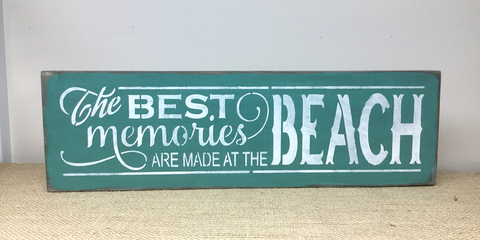 The BEST
memories
ARE MADE AT THE
BEACH